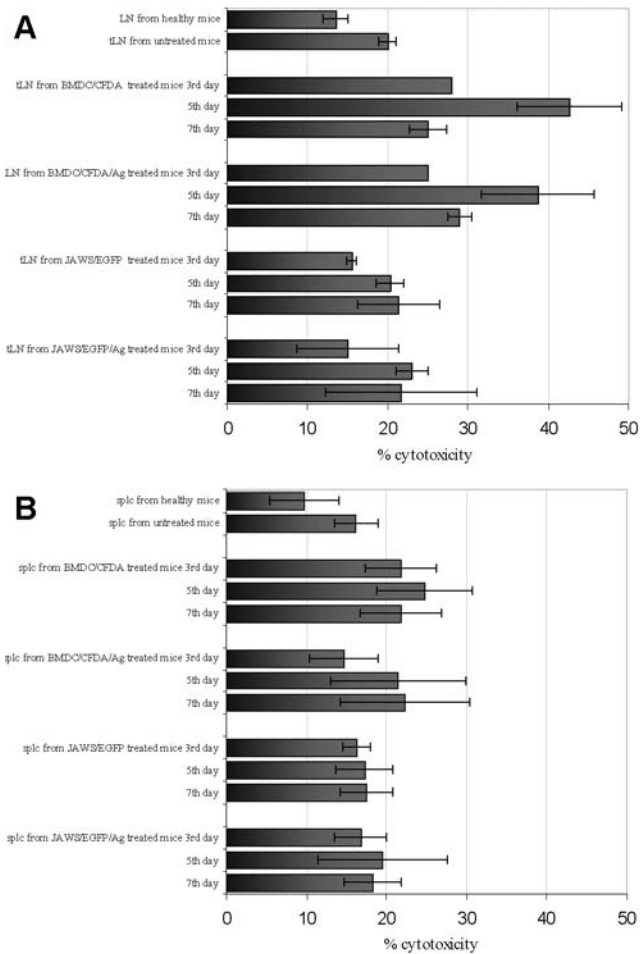 A
LN from healthy mice
tLN from untreated mice
tLN from BMDC/CFDA treated mice 3rd day
5th day
7th day
LN from BMDC/CFDA/Ag treated mice 3rd day
5th day
7th day
tLN from JAWS/EGFP treated mice 3rd day
5th day
7th day
tLN from JAWS/EGFP/Ag treated mice 3rd day
5th day
7th day
0 10 20 30 40 50
% cytotoxicity
B
splc from healthy mice
splc from untreated mice
splc from BMDC/CFDA treated mice 3rd day
5th day
7th day
plc from BMDC/CFDA/Ag treated mice 3rd day
5th day
7th day
splc from JAWS/EGFP treated mice 3rd day
5th day
7th day
splc from JAWS/EGFP/Ag treated mice 3rd day
5th day
7th day
0 10 20 30 40 50
% cytotoxicity